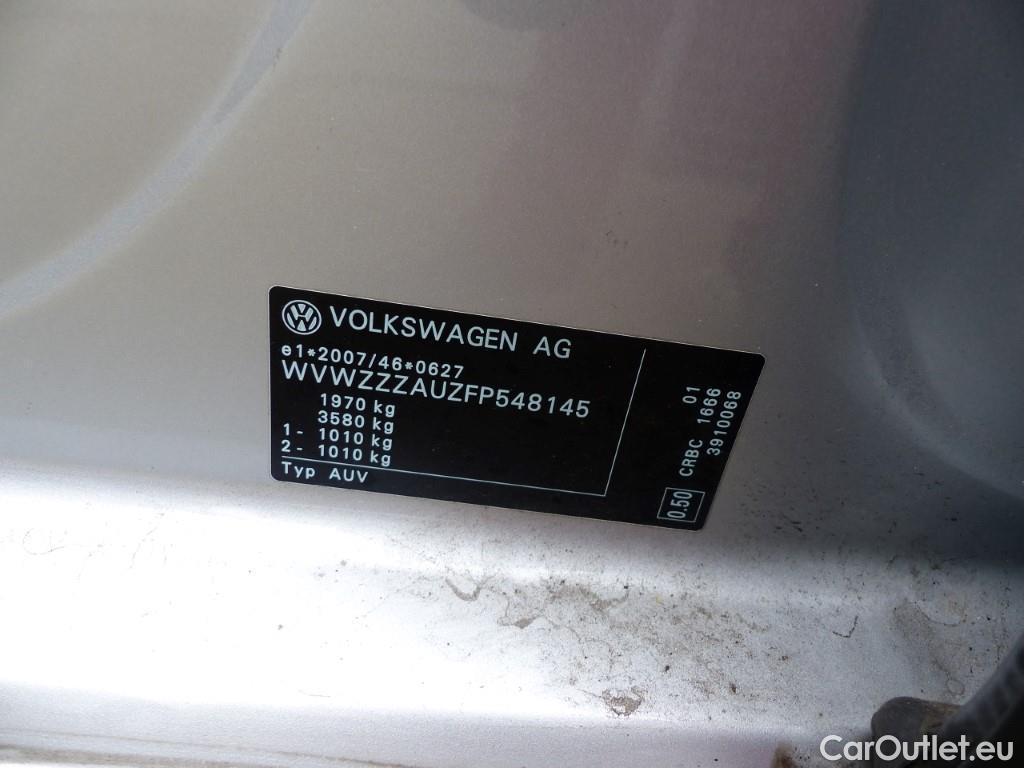 VOLKSWAGEN AG
e1*2007/46*0627
WVWZZZAUZFP548145
1970 kg
3580 kg
1- 1010 kg
2- 1010 kg
Typ AUV
01
CRBC 1666
3910068
0.50
CarOutlet.eu